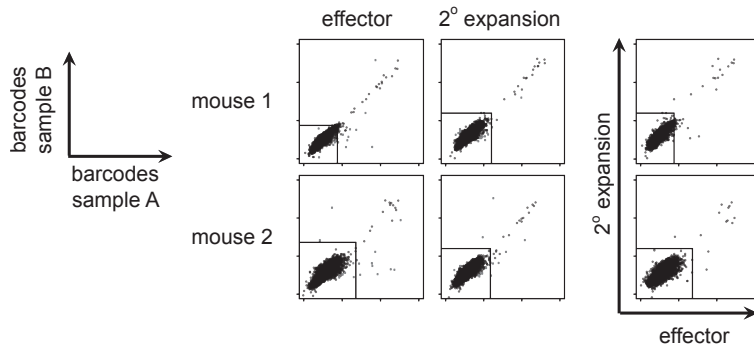 effector
2° expansion
barcodes
sample B
mouse 1
barcodes
sample A
mouse 2
2° expansion
effector